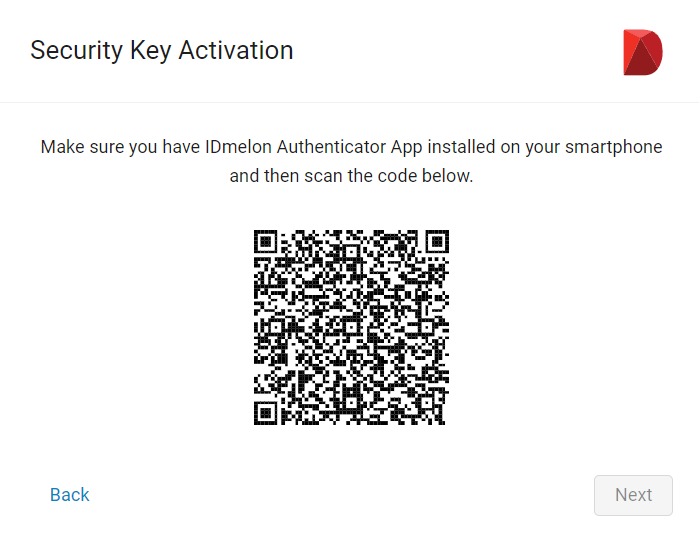 Security Key Activation
Make sure you have IDmelon Authenticator App installed on your smartphone
and then scan the code below.
Back
Next